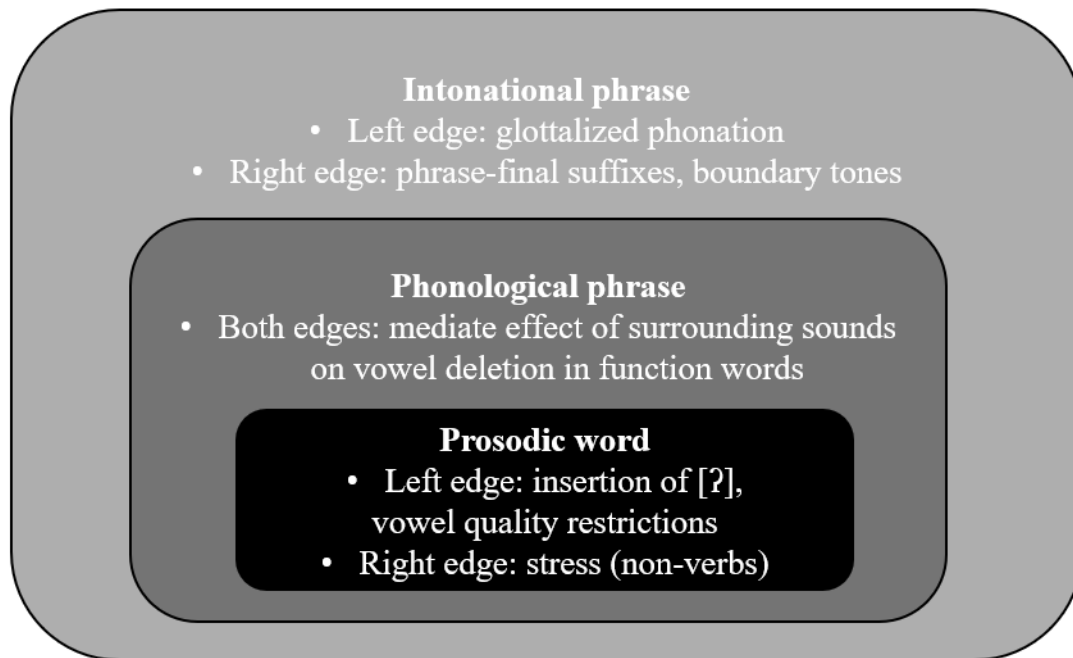 Intonational phrase
• Left edge: glottalized phonation
• Right edge: phrase-final suffixes, boundary tones
Phonological phrase
• Both edges: mediate effect of surrounding sounds
on vowel deletion in function words
Prosodic word
• Left edge: insertion of [ʔ],
vowel quality restrictions
• Right edge: stress (non-verbs)